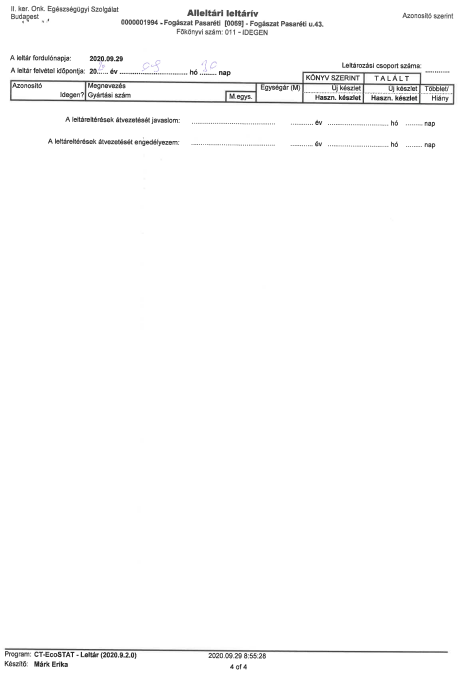 II. ker. Önk. Egészségügyi Szolgálat
Budapest
Alleltári leltárív
Azonosító szerint
0000001994 - Fogászat Pasaréti [0069] - Fogászat Pasaréti u.43.
Főkönyvi szám: 011 - IDEGEN
A leltár fordulónapja: 2020.09.29
Leltározási csoport száma: ............
A leltár felvétel időpontja: 20...... év 09 hó 30 nap
KÖNYV SZERINT TALÁLT
Azonosító Megnevezés Egységár (M) Új készlet Új készlet Többlet/
Idegen? Gyártási szám M.egys. Haszn. készlet Haszn. készlet Hiány
A leltáreltérések átvezetését javaslom: ........................................ ........... év ............................. hó ......... nap
A leltáreltérések átvezetését engedélyezem: ........................................ ........... év ............................. hó ......... nap
Program: CT-EcoSTAT - Leltár (2020.9.2.0) 2020.09.29 8:55:28
Készítő: Márk Erika 4 of 4